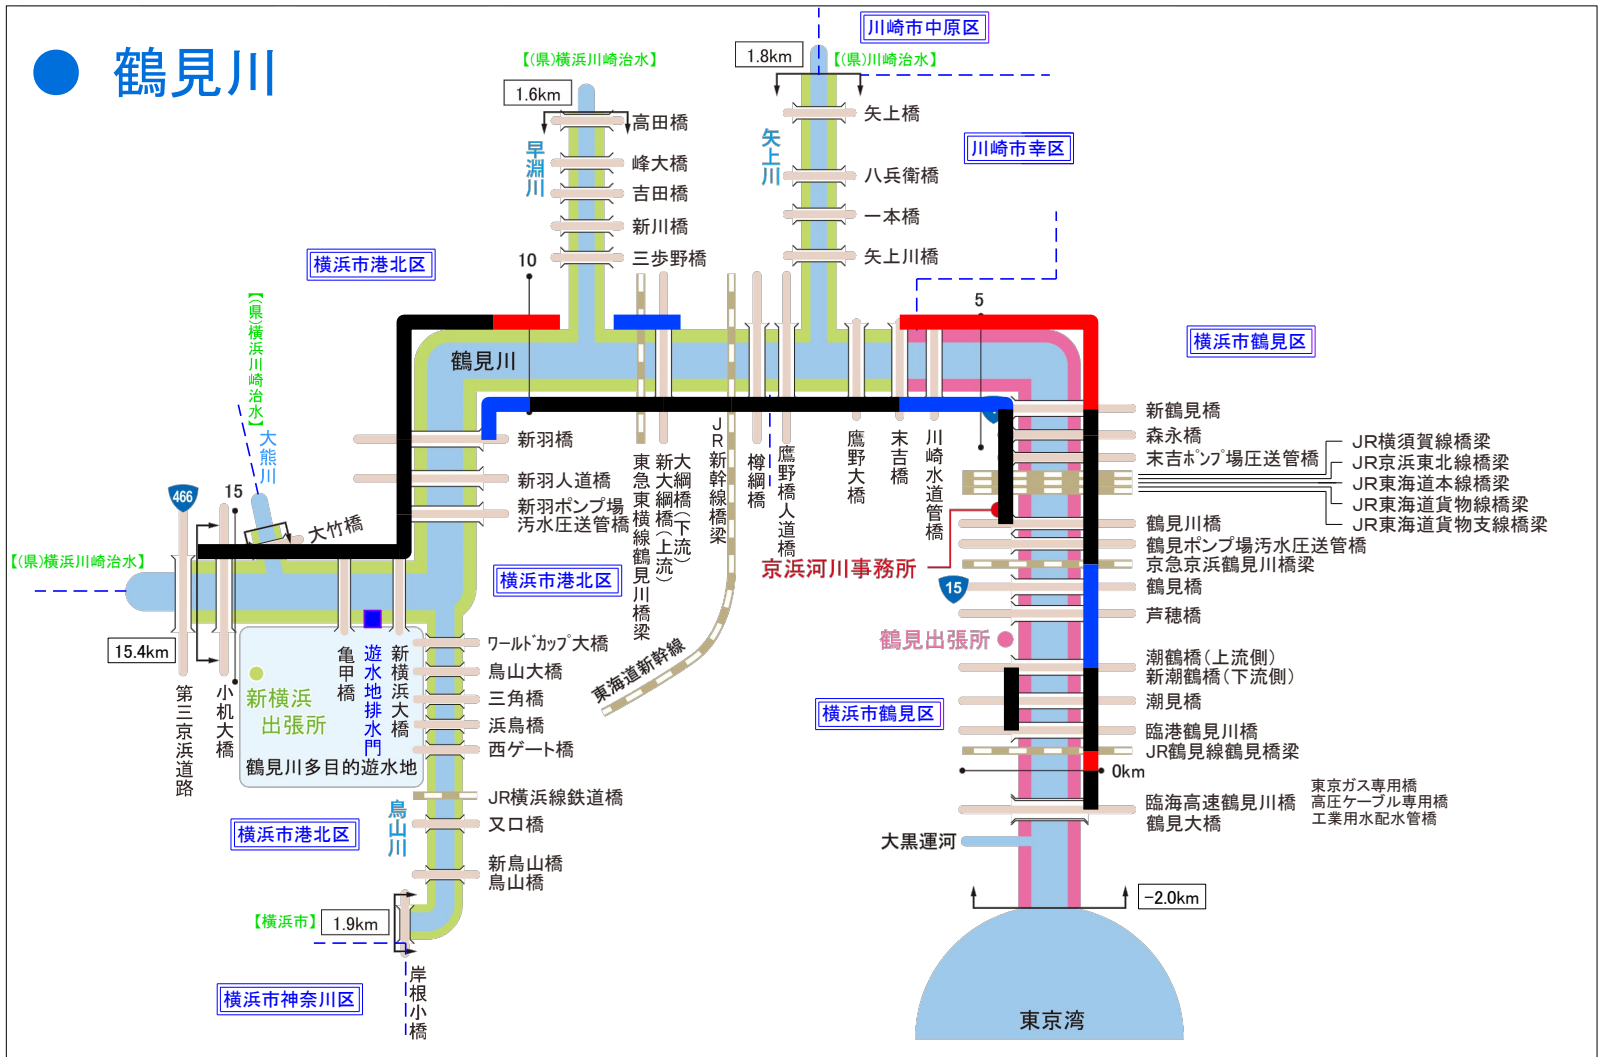 鶴見川
川崎市中原区
【(県)横浜川崎治水】
1.8km
【(県)川崎治水】
1.6km
高田橋
矢上橋
早淵川
矢上川
川崎市幸区
峰大橋
八兵衛橋
吉田橋
一本橋
新川橋
三歩野橋
矢上川橋
横浜市港北区
10
5
【(県)横浜川崎治水】
横浜市鶴見区
鶴見川
新鶴見橋
大熊川
新羽橋
森永橋
末吉ポンプ場圧送管橋
JR横須賀線橋梁
JR京浜東北線橋梁
JR東海道本線橋梁
JR東海道貨物線橋梁
JR東海道貨物支線橋梁
新羽人道橋
新羽ポンプ場
汚水圧送管橋
東急東横線鶴見川橋梁
新大綱橋(上流)
大綱橋(下流)
JR新幹線橋梁
樽綱橋
鷹野橋人道橋
鷹野大橋
末吉橋
川崎水道管橋
466
15
大竹橋
鶴見川橋
鶴見ポンプ場汚水圧送管橋
京急京浜鶴見川橋梁
【(県)横浜川崎治水】
横浜市港北区
京浜河川事務所
15
鶴見橋
芦穂橋
15.4km
ワールドカップ大橋
鶴見出張所
亀甲橋
遊水地排水門
新横浜大橋
鳥山大橋
東海道新幹線
潮鶴橋(上流側)
新潮鶴橋(下流側)
第三京浜道路
小机大橋
新横浜
出張所
三角橋
潮見橋
浜鳥橋
横浜市鶴見区
臨港鶴見川橋
西ゲート橋
JR鶴見線鶴見橋梁
鶴見川多目的遊水地
0km
JR横浜線鉄道橋
鳥山川
臨海高速鶴見川橋
鶴見大橋
東京ガス専用橋
高圧ケーブル専用橋
工業用水配水管橋
又口橋
横浜市港北区
大黒運河
新鳥山橋
鳥山橋
-2.0km
【横浜市】
1.9km
岸根小橋
横浜市神奈川区
東京湾